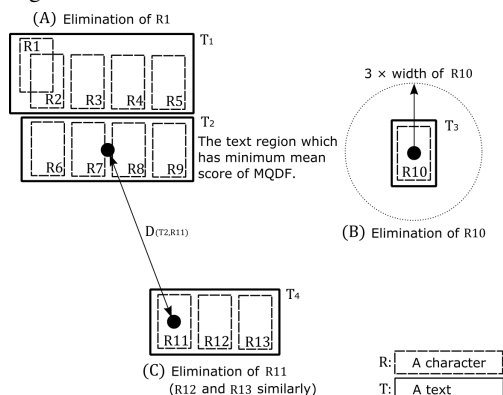 (A) Elimination of R1
T1
R1
R2 R3 R4 R5
T2
R6 R7 R8 R9
The text region which
has minimum mean
score of MQDF.
3 × width of R10
T3
R10
(B) Elimination of R10
D(T2,R11)
T4
R11 R12 R13
(C) Elimination of R11
(R12 and R13 similarly)
R: A character
T: A text